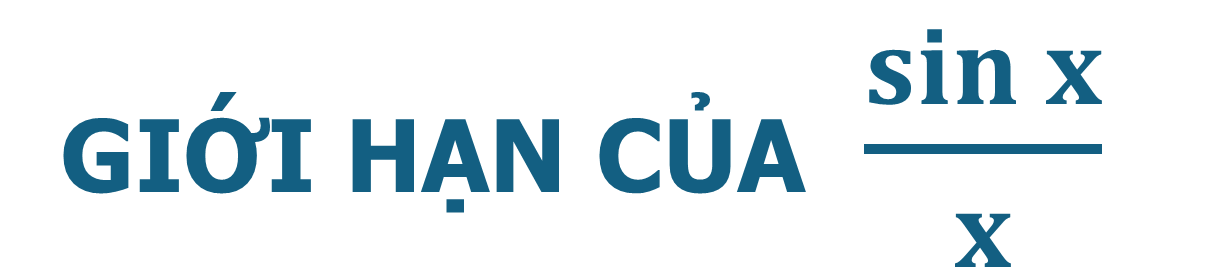 GIỚI HẠN CỦA
sin x
x